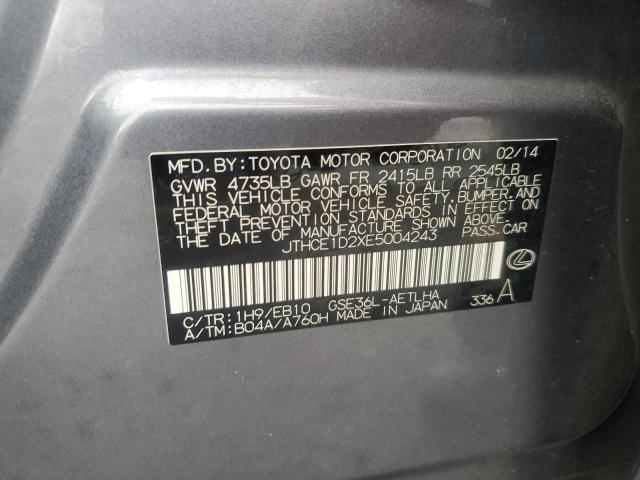 MFD. BY: TOYOTA MOTOR CORPORATION 02/14
GVWR 4735LB GAWR FR 2415LB RR 2545LB
THIS VEHICLE CONFORMS TO ALL APPLICABLE
FEDERAL MOTOR VEHICLE SAFETY, BUMPER, AND
THEFT PREVENTION STANDARDS IN EFFECT ON
THE DATE OF MANUFACTURE SHOWN ABOVE.
JTHCE1D2XE5004243 PASS. CAR
C/TR: 1H9/EB10 GSE36L-AETLHA
A/TM: B04A/A760H MADE IN JAPAN 336 A